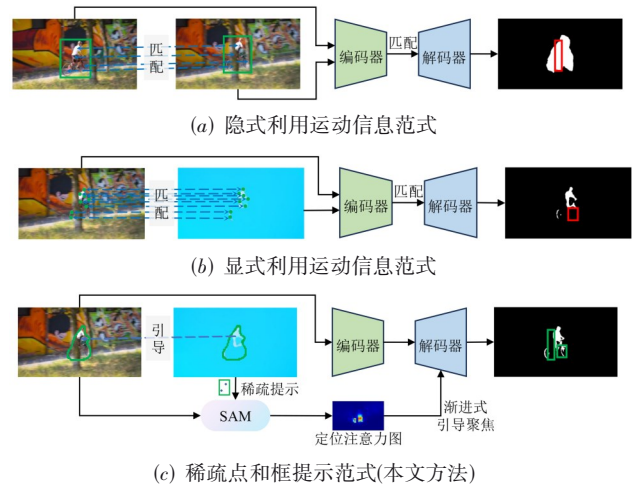 匹
配
编码器
匹配
解码器
(a) 隐式利用运动信息范式
匹
配
编码器
匹配
解码器
(b) 显式利用运动信息范式
引
导
编码器
解码器
稀疏提示
SAM
定位注意力图
渐进式
引导聚焦
(c) 稀疏点和框提示范式(本文方法)